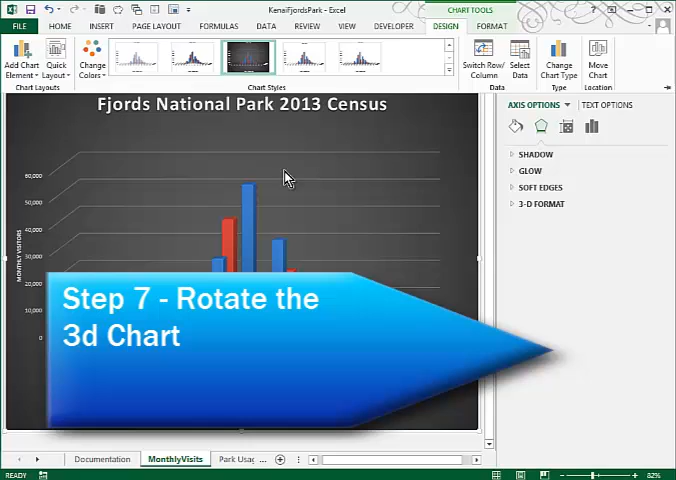 KenaiFjordsPark - Excel
CHART TOOLS
FILE HOME INSERT PAGE LAYOUT FORMULAS DATA REVIEW VIEW DEVELOPER DESIGN FORMAT
Add Chart Element
Quick Layout
Change Colors
Switch Row/ Column
Select Data
Change Chart Type
Move Chart
Chart Layouts Chart Styles Data Type Location
Fjords National Park 2013 Census
60,000
50,000
40,000
30,000
20,000
10,000
0
MONTHLY VISITORS
Step 7 - Rotate the
3d Chart
AXIS OPTIONS TEXT OPTIONS
SHADOW
GLOW
SOFT EDGES
3-D FORMAT
Documentation MonthlyVisits Park Usag ...
READY 82%